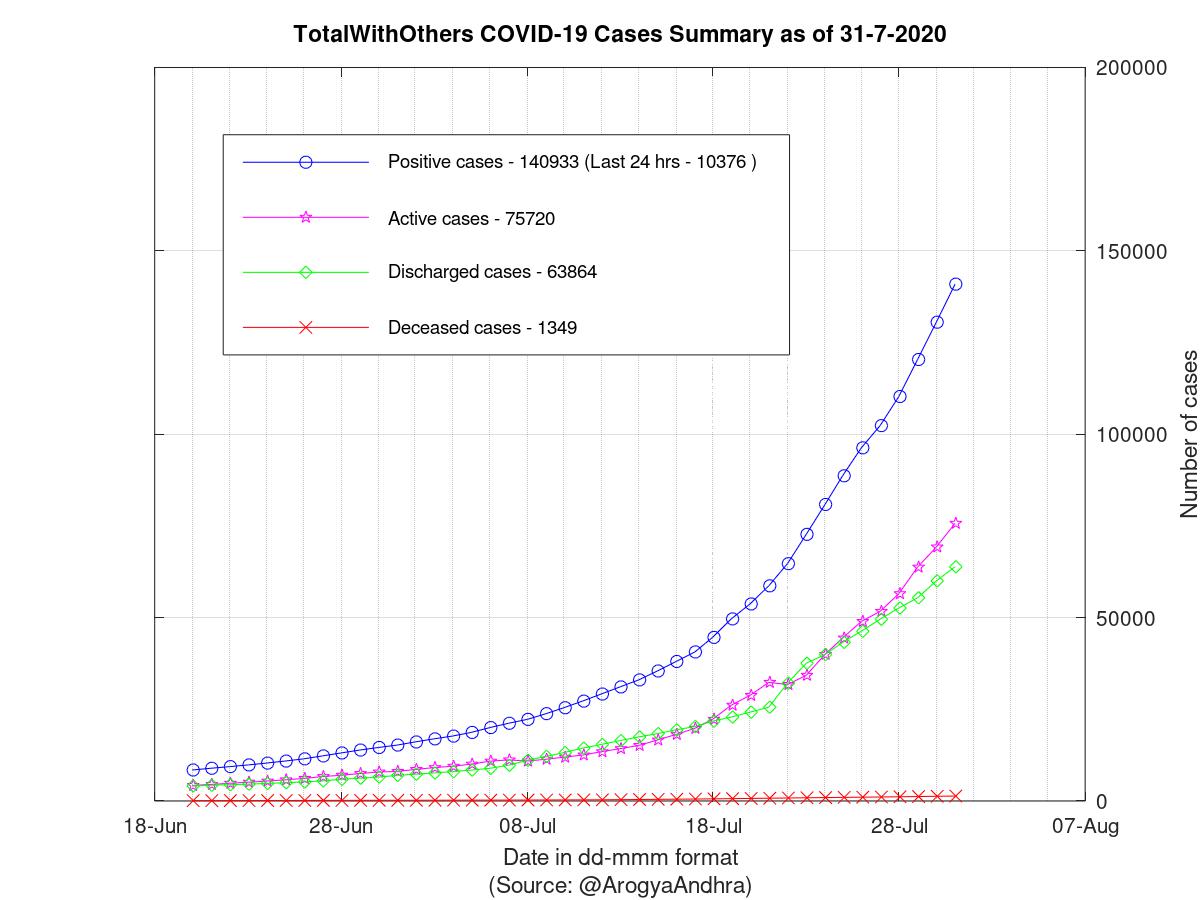 TotalWithOthers COVID-19 Cases Summary as of 31-7-2020
200000
Positive cases - 140933 (Last 24 hrs - 10376 )
Active cases - 75720
150000
Discharged cases - 63864
Deceased cases - 1349
100000
Number of cases
50000
0
18-Jun 28-Jun 08-Jul 18-Jul 28-Jul 07-Aug
Date in dd-mmm format
(Source: @ArogyaAndhra)